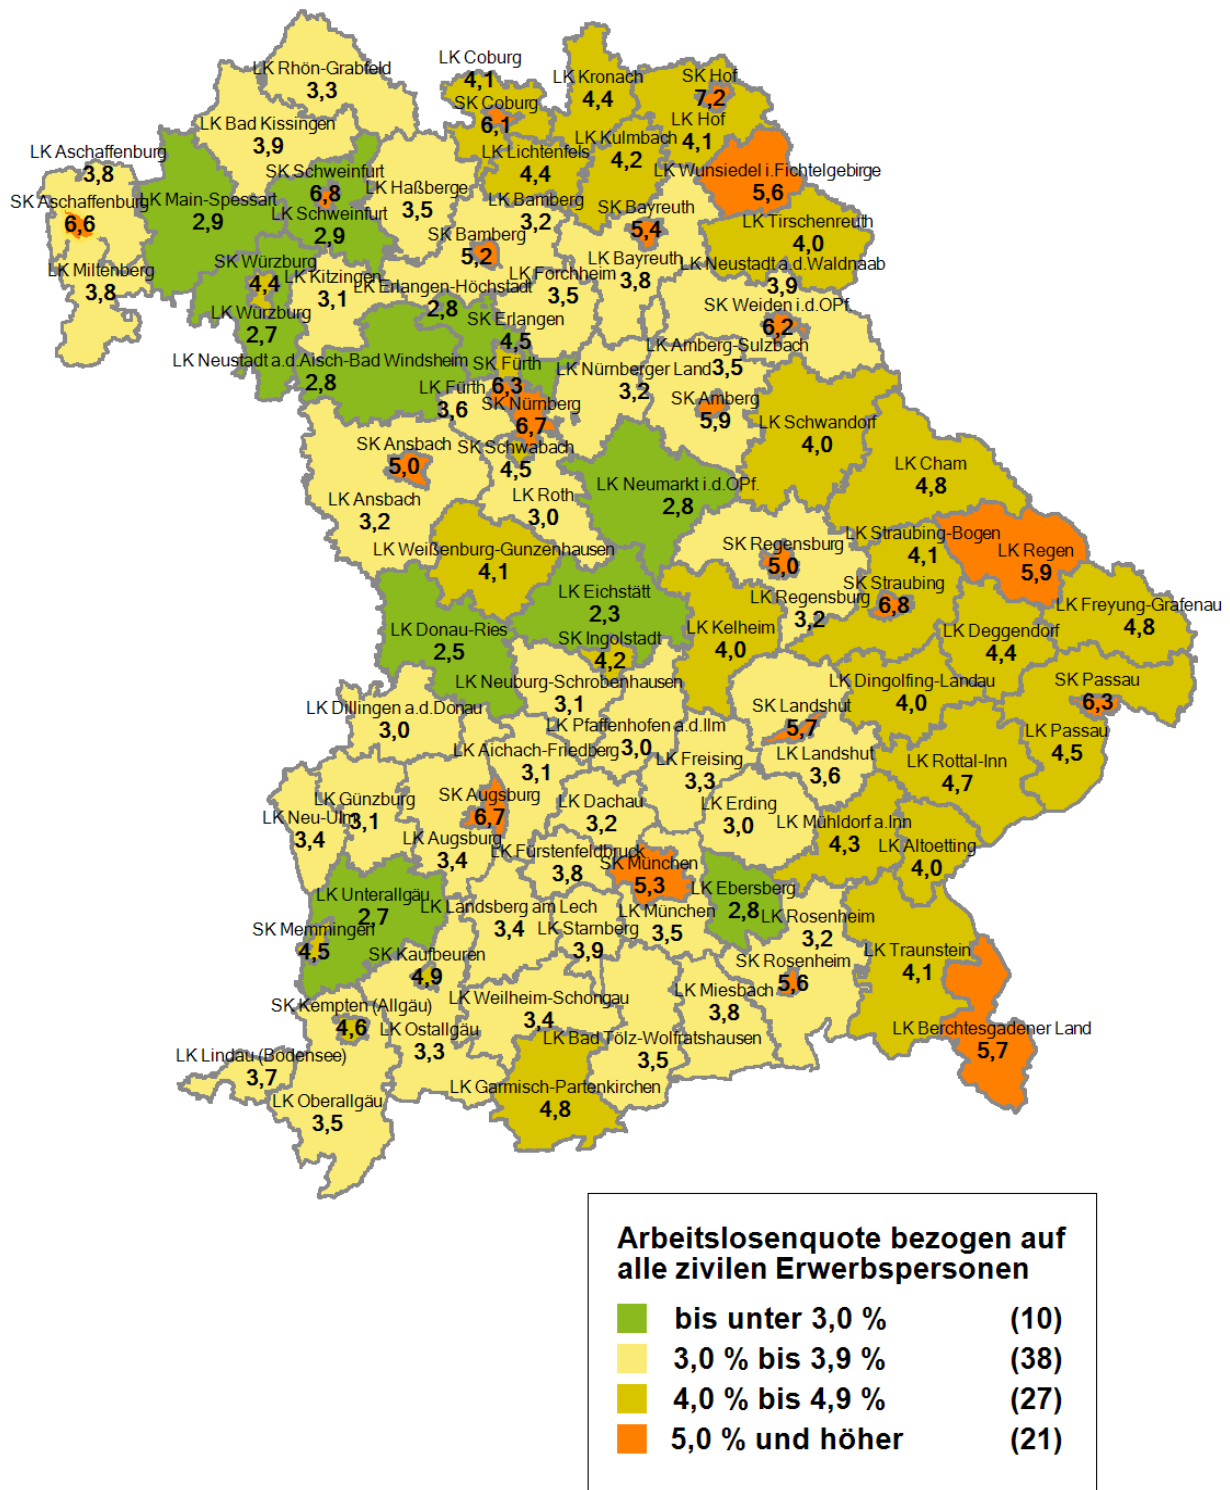 LK Rhön-Grabfeld
3,3
LK Coburg
4,1
SK Coburg
6,1
LK Kronach
4,4
SK Hof
7,2
LK Hof
4,1
LK Bad Kissingen
3,9
LK Aschaffenburg
3,8
SK Aschaffenburg
6,6
LK Main-Spessart
2,9
SK Schweinfurt
6,8
LK Schweinfurt
2,9
LK Haßberge
3,5
LK Lichtenfels
4,4
LK Kulmbach
4,2
LK Wunsiedel i.Fichtelgebirge
5,6
LK Bamberg
3,2
SK Bamberg
5,2
SK Bayreuth
5,4
LK Bayreuth
3,8
LK Tirschenreuth
4,0
LK Miltenberg
3,8
SK Würzburg
4,4
LK Würzburg
2,7
LK Kitzingen
3,1
LK Erlangen-Höchstadt
2,8
LK Forchheim
3,5
LK Neustadt a.d.Waldnaab
3,9
SK Weiden i.d.OPf.
6,2
SK Erlangen
4,5
LK Neustadt a.d.Aisch-Bad Windsheim
2,8
SK Fürth
6,3
LK Fürth
3,6
SK Nürnberg
6,7
LK Nürnberger Land
3,2
LK Amberg-Sulzbach
3,5
SK Amberg
5,9
LK Schwandorf
4,0
SK Ansbach
5,0
LK Ansbach
3,2
SK Schwabach
4,5
LK Roth
3,0
LK Neumarkt i.d.OPf.
2,8
LK Cham
4,8
LK Weißenburg-Gunzenhausen
4,1
SK Regensburg
5,0
LK Regensburg
3,2
LK Straubing-Bogen
4,1
SK Straubing
6,8
LK Regen
5,9
LK Freyung-Grafenau
4,8
LK Eichstätt
2,3
SK Ingolstadt
4,2
LK Donau-Ries
2,5
LK Kelheim
4,0
LK Deggendorf
4,4
LK Neuburg-Schrobenhausen
3,1
LK Dingolfing-Landau
4,0
SK Passau
6,3
LK Passau
4,5
LK Dillingen a.d.Donau
3,0
LK Pfaffenhofen a.d.Ilm
3,0
SK Landshut
5,7
LK Landshut
3,6
LK Rottal-Inn
4,7
LK Aichach-Friedberg
3,1
LK Freising
3,3
LK Günzburg
3,1
LK Neu-Ulm
3,4
SK Augsburg
6,7
LK Augsburg
3,4
LK Dachau
3,2
LK Erding
3,0
LK Mühldorf a.Inn
4,3
LK Altoetting
4,0
LK Fürstenfeldbruck
3,8
SK München
5,3
LK München
3,5
LK Ebersberg
2,8
LK Unterallgäu
2,7
SK Memmingen
4,5
LK Landsberg am Lech
3,4
LK Starnberg
3,9
LK Rosenheim
3,2
SK Rosenheim
5,6
LK Traunstein
4,1
SK Kaufbeuren
4,9
LK Weilheim-Schongau
3,4
LK Miesbach
3,8
SK Kempten (Allgäu)
4,6
LK Ostallgäu
3,3
LK Bad Tölz-Wolfratshausen
3,5
LK Berchtesgadener Land
5,7
LK Lindau (Bodensee)
3,7
LK Oberallgäu
3,5
LK Garmisch-Partenkirchen
4,8
Arbeitslosenquote bezogen auf
alle zivilen Erwerbspersonen
bis unter 3,0 % (10)
3,0 % bis 3,9 % (38)
4,0 % bis 4,9 % (27)
5,0 % und höher (21)